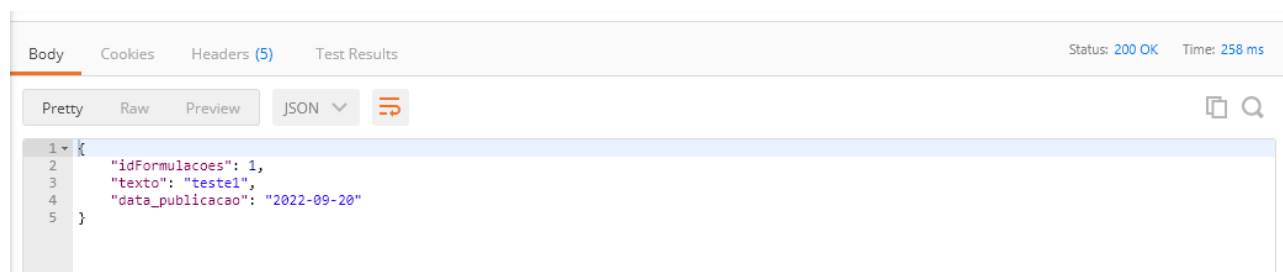 Body Cookies Headers (5) Test Results Status: 200 OK Time: 258 ms
Pretty Raw Preview JSON
1 {
2 "idFormulacoes": 1,
3 "texto": "teste1",
4 "data_publicacao": "2022-09-20"
5 }